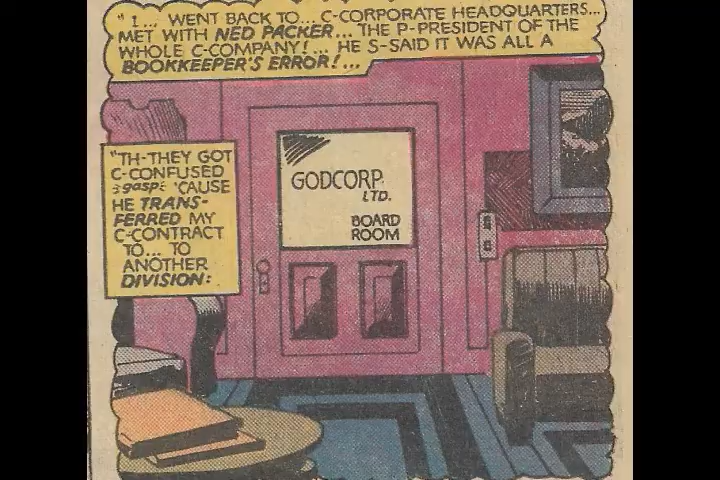 "I... WENT BACK TO... C-CORPORATE HEADQUARTERS...
MET WITH NED PACKER... THE P-PRESIDENT OF THE
WHOLE C-COMPANY!... HE S-SAID IT WAS ALL A
BOOKKEEPER'S ERROR!...
"TH-THEY GOT
C-CONFUSED
gasp 'CAUSE
HE TRANS-
FERRED MY
C-CONTRACT
TO... TO
ANOTHER
DIVISION:
GODCORP.
LTD.
BOARD
ROOM